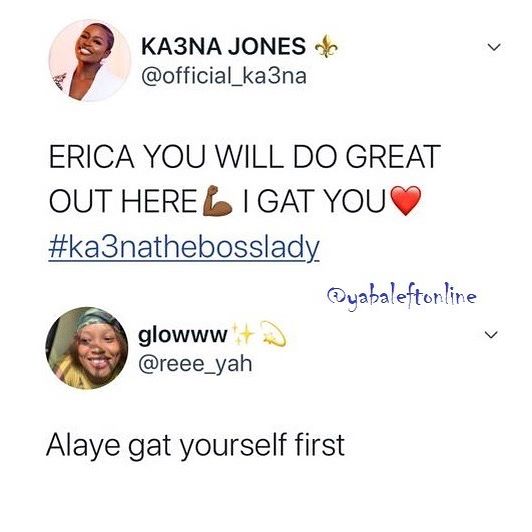 KA3NA JONES ⚜️
@official_ka3na
ERICA YOU WILL DO GREAT
OUT HERE💪🏾 I GAT YOU❤️
#ka3nathebosslady
@yabaleftonline
glowww✨💫
@reee_yah
Alaye gat yourself first